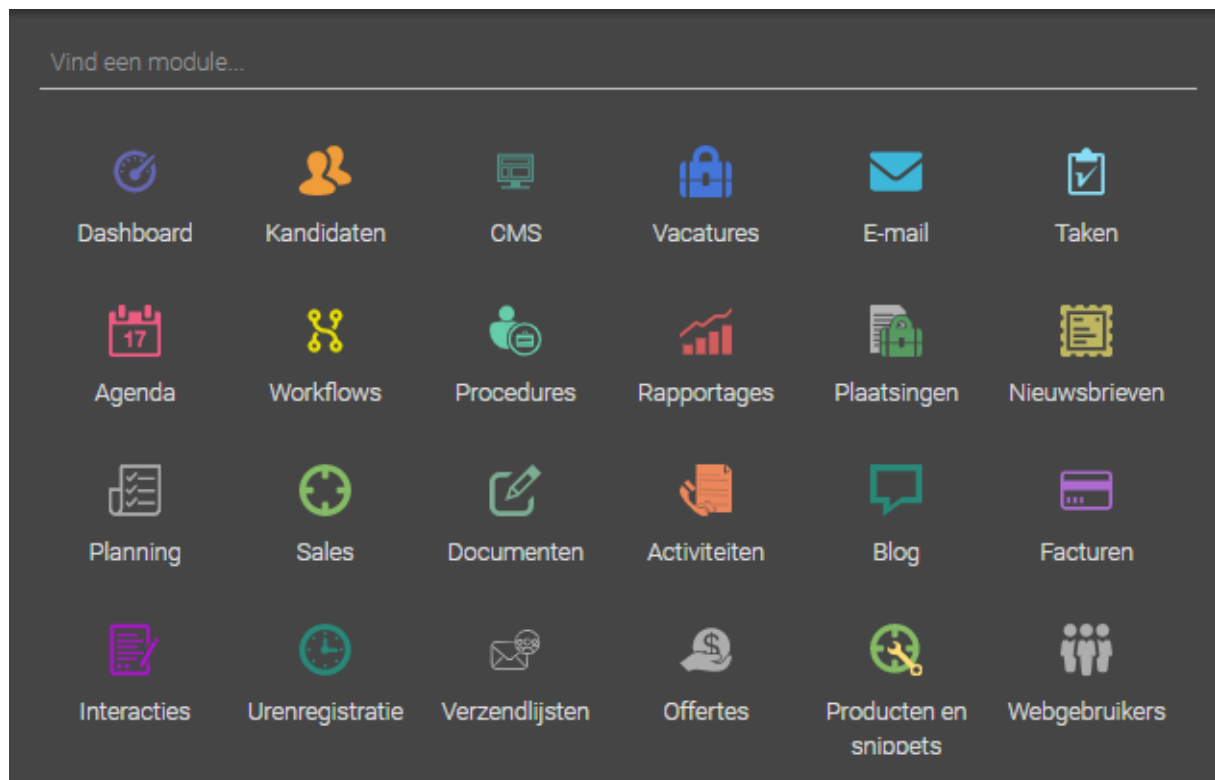 Vind een module...
Dashboard
Kandidaten
CMS
Vacatures
E-mail
Taken
17
Agenda
Workflows
Procedures
Rapportages
Plaatsingen
Nieuwsbrieven
Planning
Sales
Documenten
Activiteiten
Blog
Facturen
$
Interacties
Urenregistratie
Verzendlijsten
Offertes
Producten en
snippets
Webgebruikers